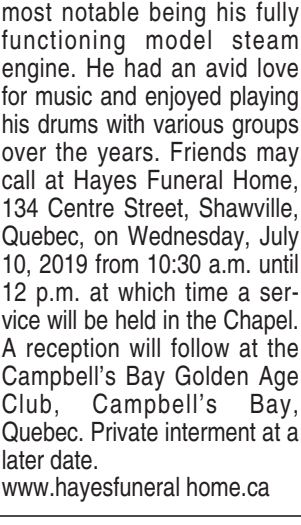 most notable being his fully
functioning model steam
engine. He had an avid love
for music and enjoyed playing
his drums with various groups
over the years. Friends may
call at Hayes Funeral Home,
134 Centre Street, Shawville,
Quebec, on Wednesday, July
10, 2019 from 10:30 a.m. until
12 p.m. at which time a ser-
vice will be held in the Chapel.
A reception will follow at the
Campbell's Bay Golden Age
Club, Campbell's Bay,
Quebec. Private interment at a
later date.
www.hayesfuneral home.ca